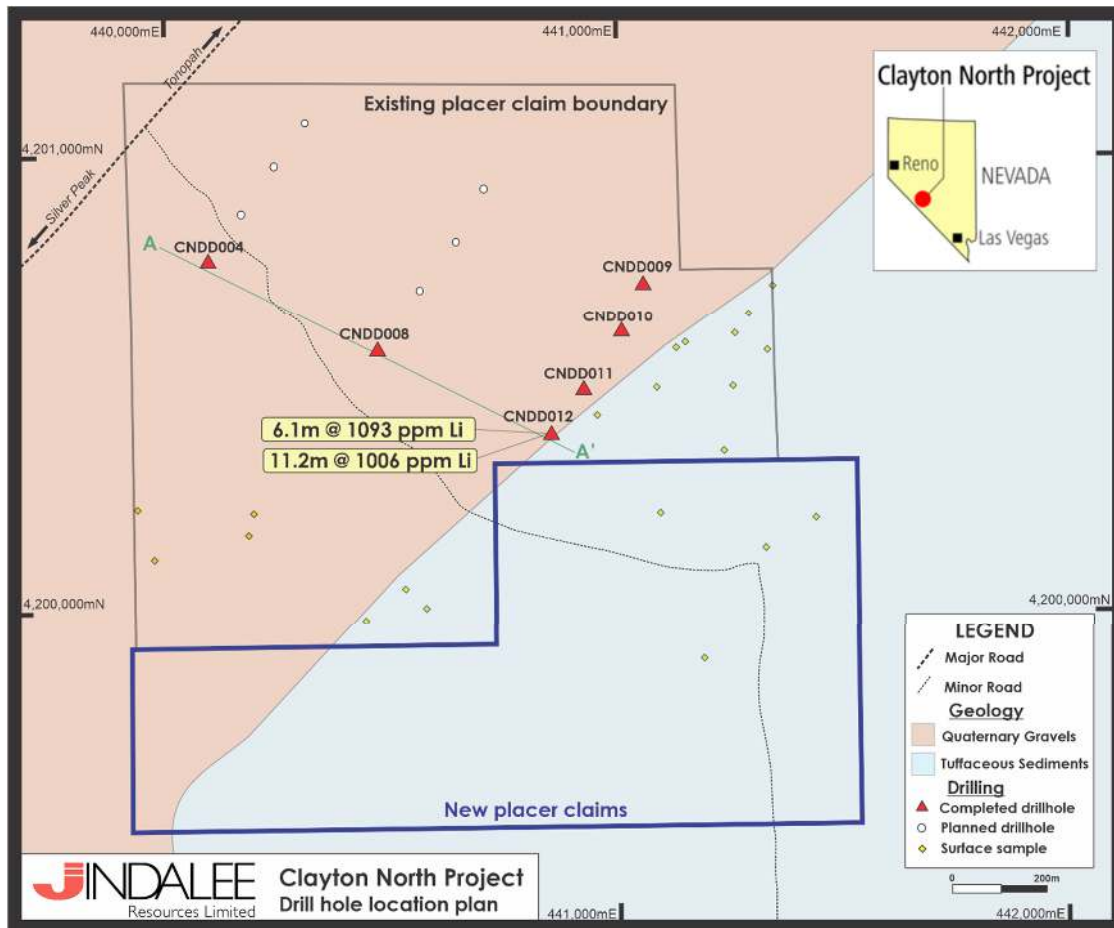 440,000mE
441,000mE
442,000mE
Tonopah
Existing placer claim boundary
Clayton North Project
4,201,000mN
Reno
NEVADA
Las Vegas
Silver Peak
A
CNDD004
CNDD009
CNDD010
CNDD008
CNDD011
CNDD012
6.1m @ 1093 ppm Li
11.2m @ 1006 ppm Li
A'
4,200,000mN
4,200,000mN
LEGEND
Major Road
Minor Road
Geology
Quaternary Gravels
Tuffaceous Sediments
Drilling
Completed drillhole
Planned drillhole
Surface sample
0 200m
New placer claims
JINDALEE
Resources Limited
Clayton North Project
Drill hole location plan
441,000mE
442,000mE